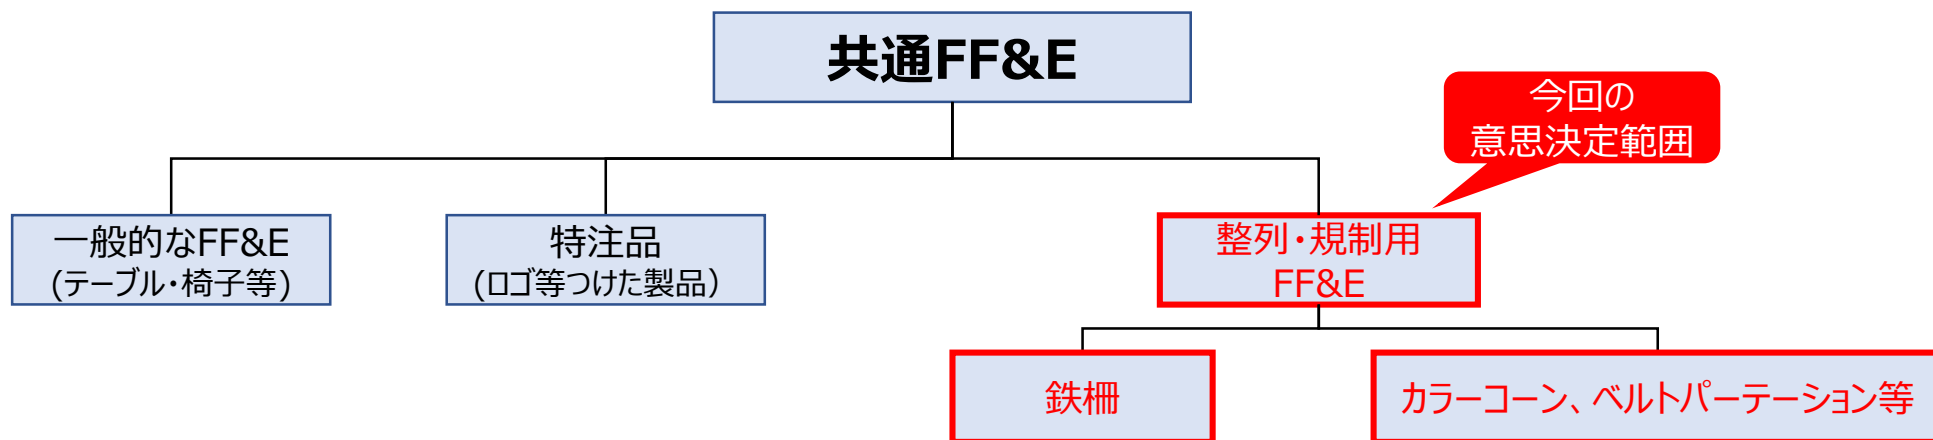 共通FF&E
今回の
意思決定範囲
一般的なFF&E
(テーブル・椅子等)
特注品
(ロゴ等つけた製品)
整列・規制用
FF&E
鉄柵
カラーコーン、ベルトパーテーション等